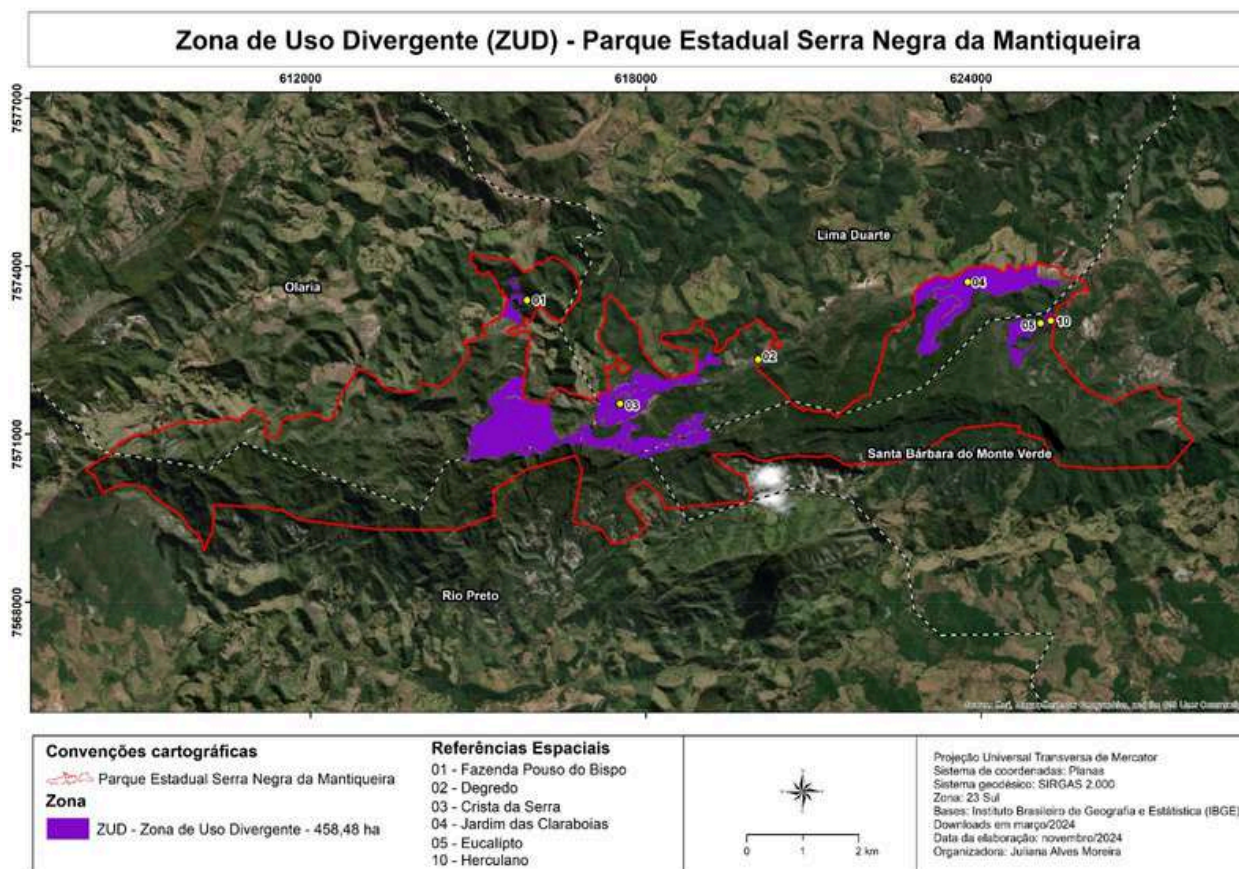 Zona de Uso Divergente (ZUD) - Parque Estadual Serra Negra da Mantiqueira
612000
618000
624000
7577000
7574000
7571000
7568000
Lima Duarte
Olaria
01
04
05
10
02
03
Santa Bárbara do Monte Verde
Rio Preto
Convenções cartográficas
Parque Estadual Serra Negra da Mantiqueira
Zona
ZUD - Zona de Uso Divergente - 458,48 ha
Referências Espaciais
01 - Fazenda Pouso do Bispo
02 - Degredo
03 - Crista da Serra
04 - Jardim das Claraboias
05 - Eucalipto
10 - Herculano
0 1 2 km
Projeção Universal Transversa de Mercator
Sistema de coordenadas: Planas
Sistema geodésico: SIRGAS 2.000
Zona: 23 Sul
Bases: Instituto Brasileiro de Geografia e Estátistica (IBGE)
Downloads em março/2024
Data da elaboração: novembro/2024
Organizadora: Juliana Alves Moreira